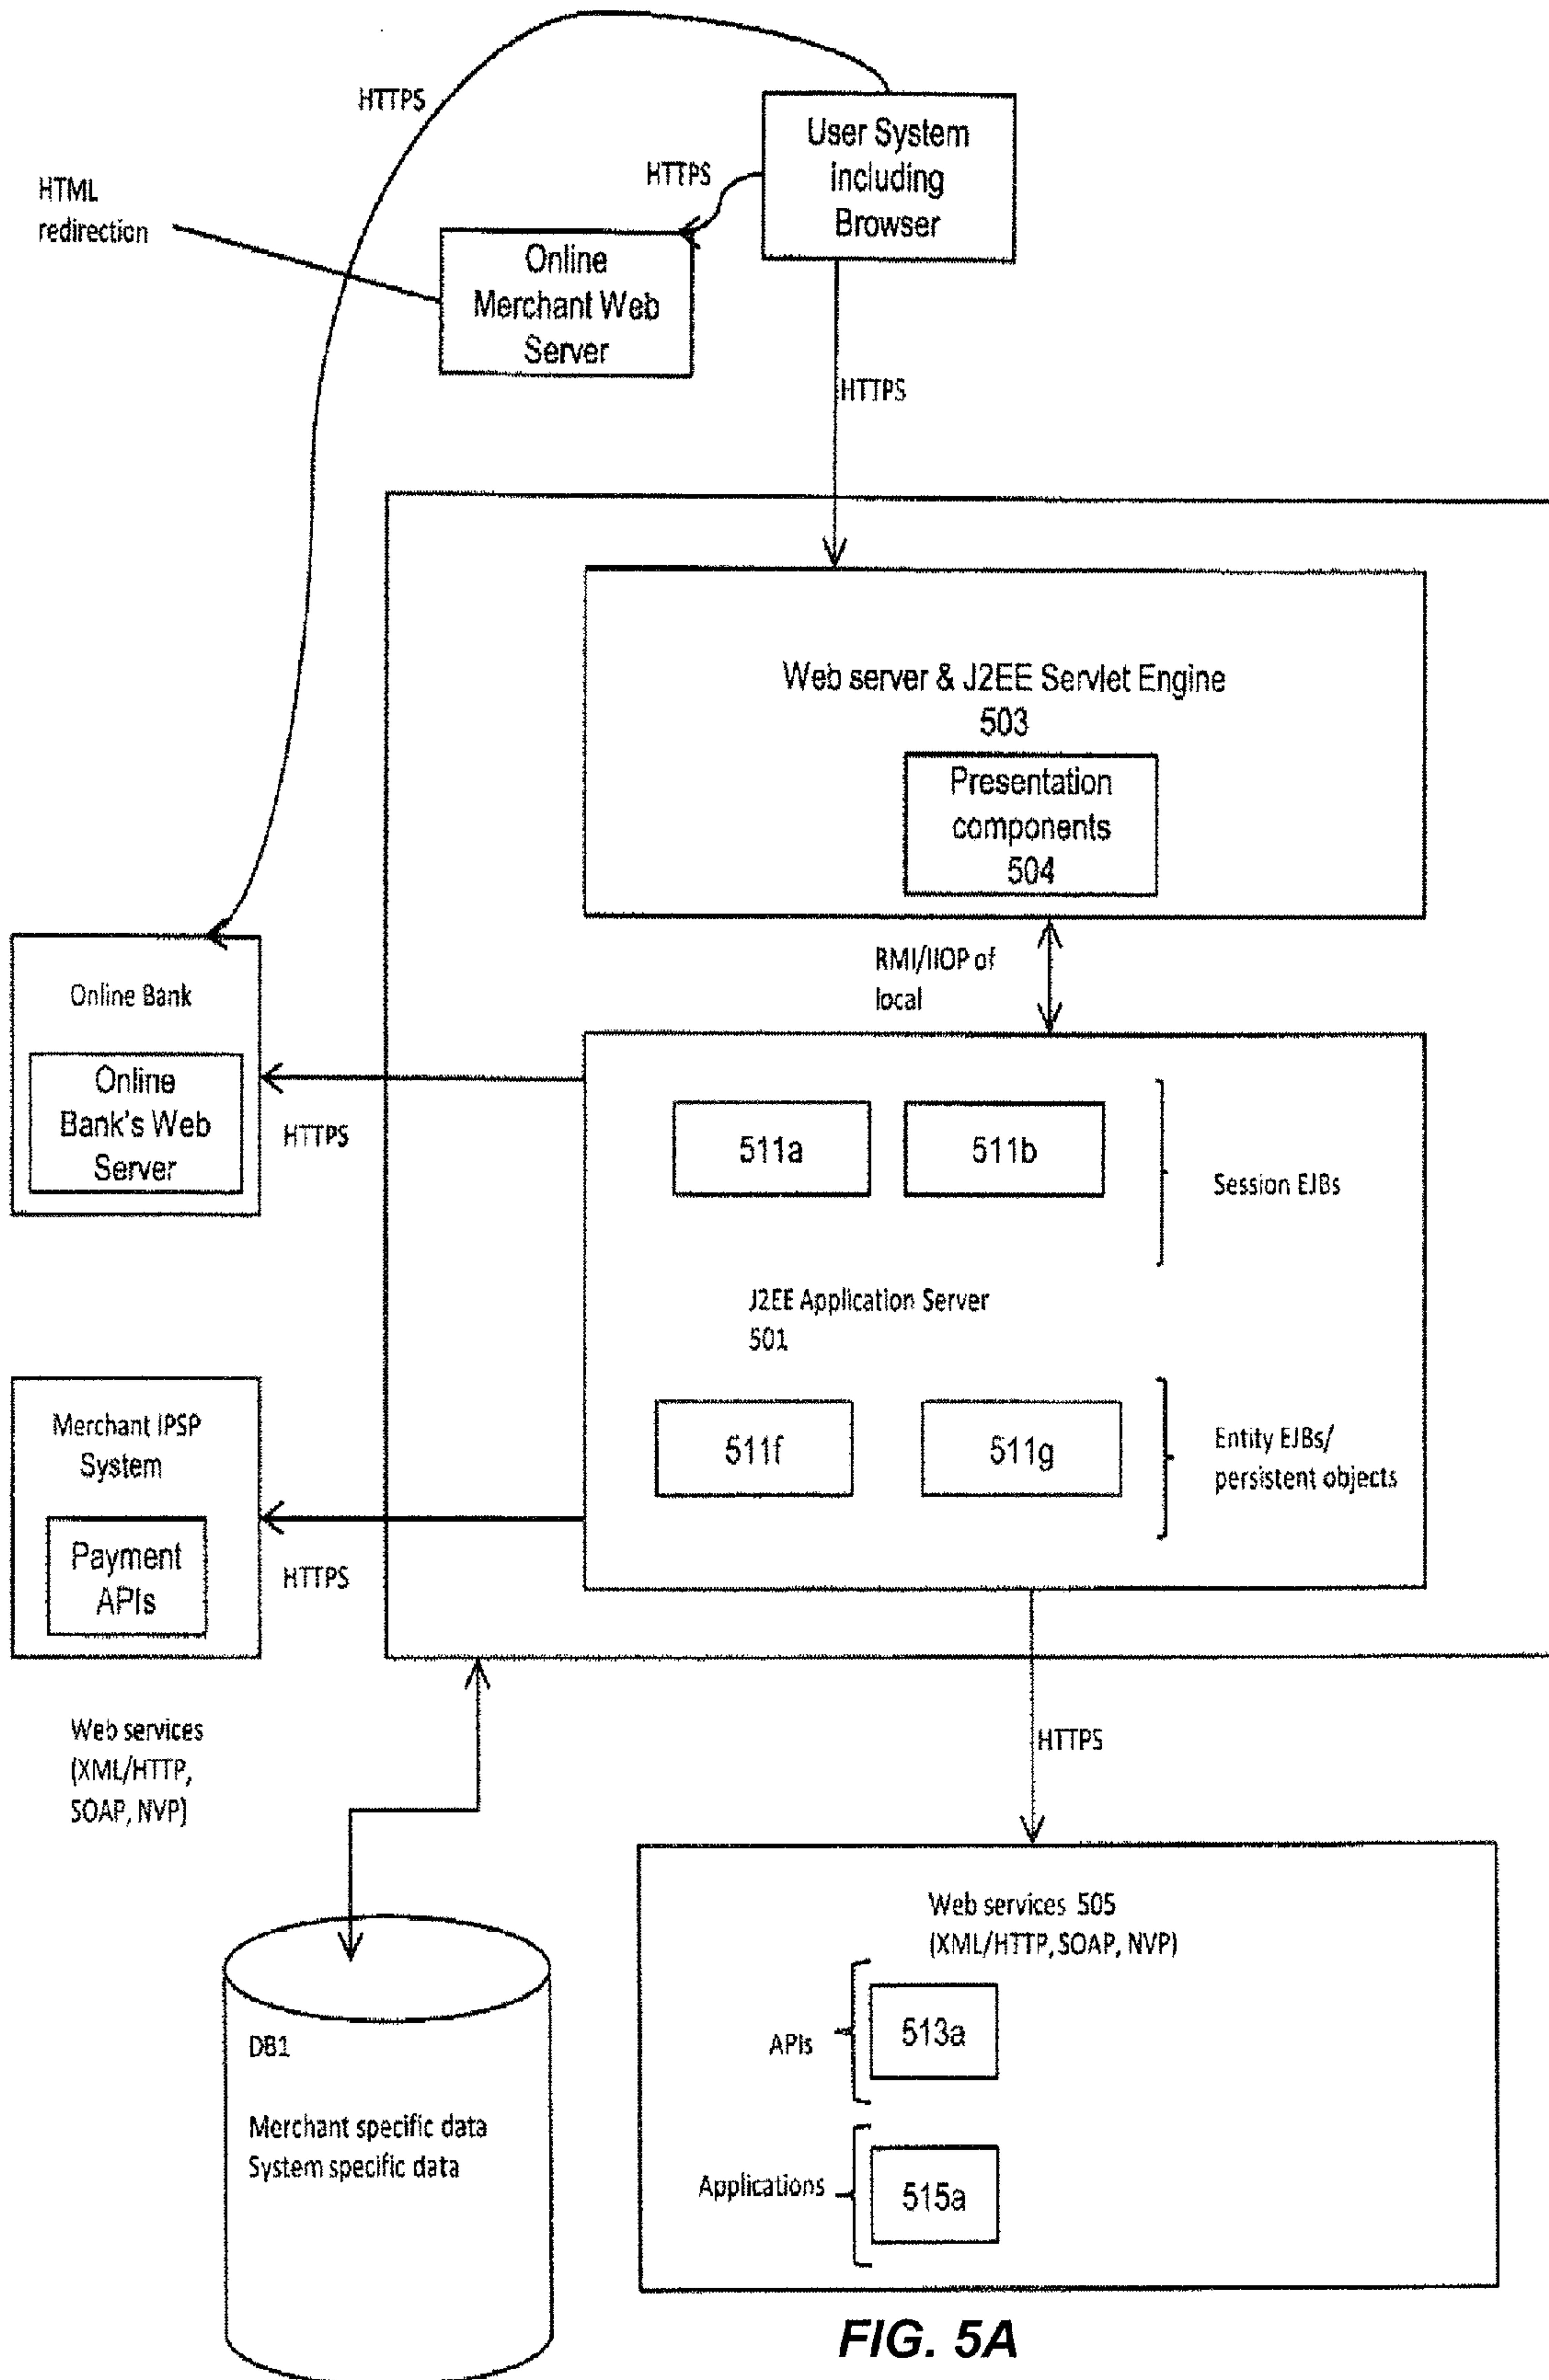 HTTPS
User System
including
Browser
HTTPS
HTML
redirection
Online
Merchant Web
Server
HTTPS
Web server & J2EE Servlet Engine
503
Presentation
components
504
RMI/IIOP of
local
Online Bank
Online
Bank's Web
Server
HTTPS
511a
511b
Session EJBs
J2EE Application Server
501
Merchant IPSP
System
Payment
APIs
HTTPS
511f
511g
Entity EJBs/
persistent objects
Web services
(XML/HTTP,
SOAP, NVP)
HTTPS
Web services 505
(XML/HTTP, SOAP, NVP)
APIs
513a
Applications
515a
DB1
Merchant specific data
System specific data
FIG. 5A